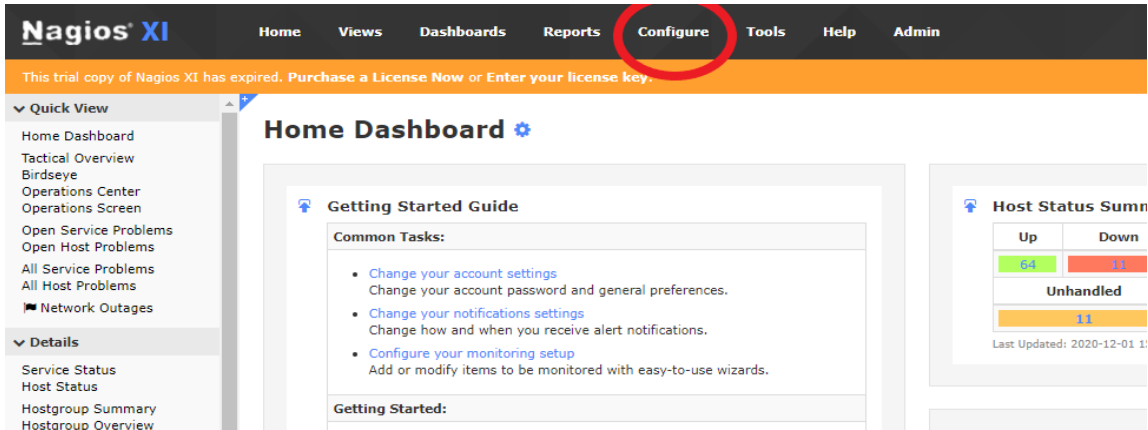 Nagios® XI
Home Views Dashboards Reports Configure Tools Help Admin
This trial copy of Nagios XI has expired. Purchase a License Now or Enter your license key.
Quick View
Home Dashboard
Tactical Overview
Birdseye
Operations Center
Operations Screen
Open Service Problems
Open Host Problems
All Service Problems
All Host Problems
Network Outages
Details
Service Status
Host Status
Hostgroup Summary
Hostgroup Overview
Home Dashboard
Getting Started Guide
Common Tasks:
• Change your account settings
Change your account password and general preferences.
• Change your notifications settings
Change how and when you receive alert notifications.
• Configure your monitoring setup
Add or modify items to be monitored with easy-to-use wizards.
Getting Started:
Host Status Summ
Up Down
64 11
Unhandled
11
Last Updated: 2020-12-01 1